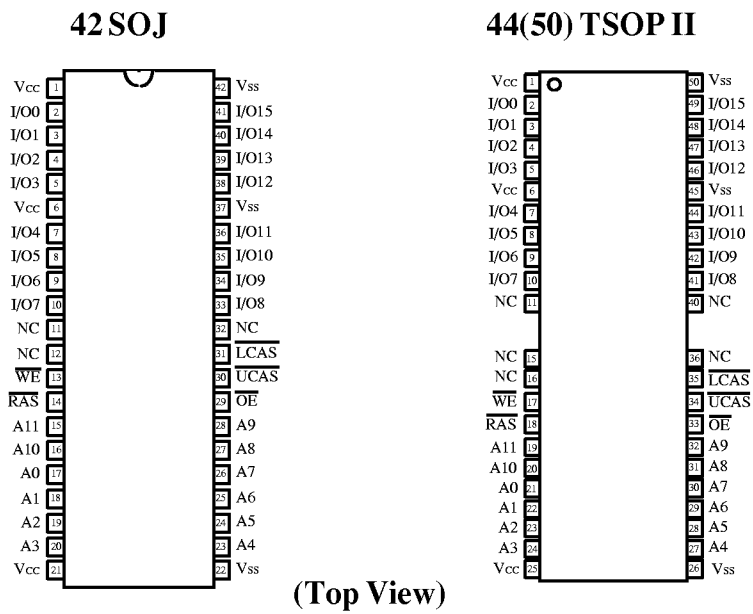 42 SOJ
Vcc 1 42 Vss
I/O0 2 41 I/O15
I/O1 3 40 I/O14
I/O2 4 39 I/O13
I/O3 5 38 I/O12
Vcc 6 37 Vss
I/O4 7 36 I/O11
I/O5 8 35 I/O10
I/O6 9 34 I/O9
I/O7 10 33 I/O8
NC 11 32 NC
NC 12 31 LCAS
WE 13 30 UCAS
RAS 14 29 OE
A11 15 28 A9
A10 16 27 A8
A0 17 26 A7
A1 18 25 A6
A2 19 24 A5
A3 20 23 A4
Vcc 21 22 Vss
44(50) TSOP II
Vcc 1 50 Vss
I/O0 2 49 I/O15
I/O1 3 48 I/O14
I/O2 4 47 I/O13
I/O3 5 46 I/O12
Vcc 6 45 Vss
I/O4 7 44 I/O11
I/O5 8 43 I/O10
I/O6 9 42 I/O9
I/O7 10 41 I/O8
NC 11 40 NC
NC 15 36 NC
NC 16 35 LCAS
WE 17 34 UCAS
RAS 18 33 OE
A11 19 32 A9
A10 20 31 A8
A0 21 30 A7
A1 22 29 A6
A2 23 28 A5
A3 24 27 A4
Vcc 25 26 Vss
(Top View)